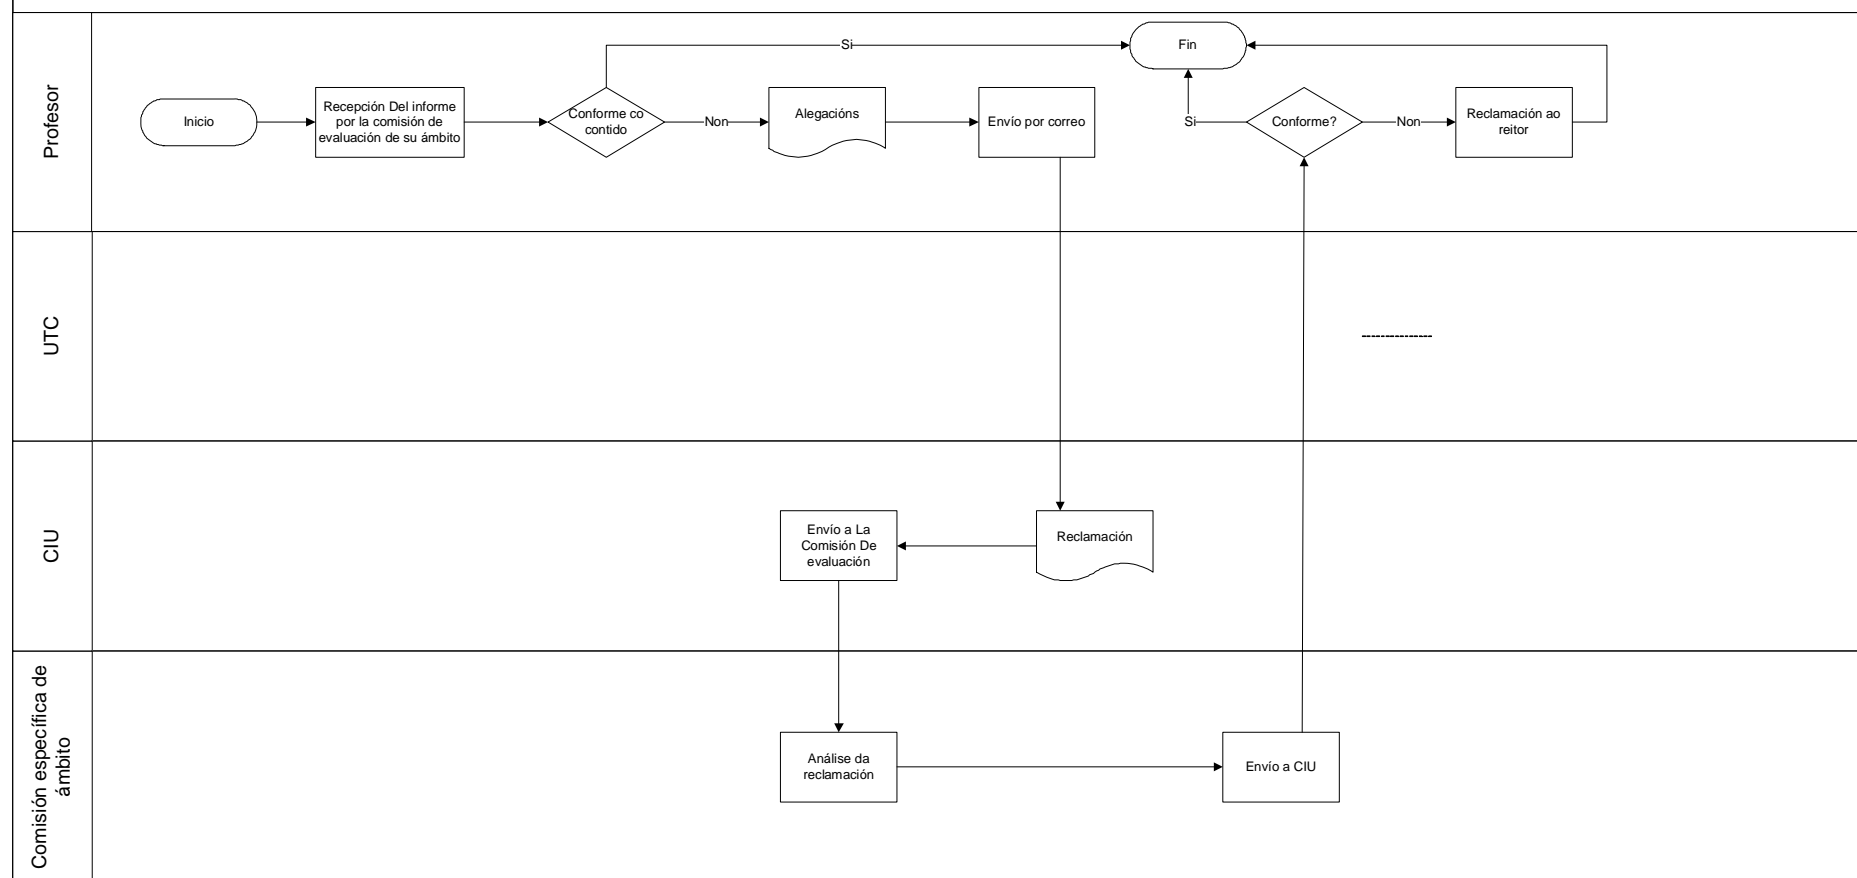 Profesor
Inicio
Recepción Del informe
por la comisión de
evaluación de su ámbito
Conforme co
contido
Si
Non
Alegacións
Envío por correo
Fin
Si
Conforme?
Non
Reclamación ao
reitor
UTC
---------------
CIU
Envío a La
Comisión De
evaluación
Reclamación
Comisión específica de
ámbito
Análise da
reclamación
Envío a CIU